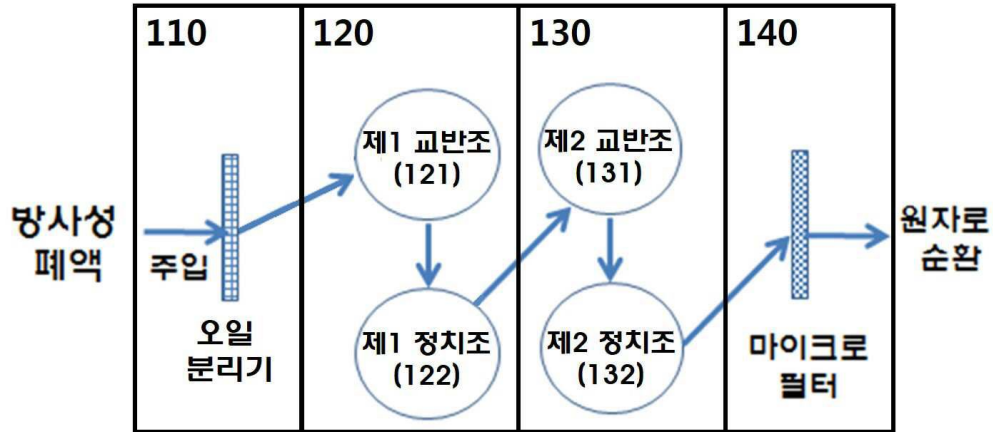 110
120
130
140
방사성
폐액
주입
오일
분리기
제1 교반조
(121)
제1 정치조
(122)
제2 교반조
(131)
제2 정치조
(132)
마이크로
필터
원자로
순환